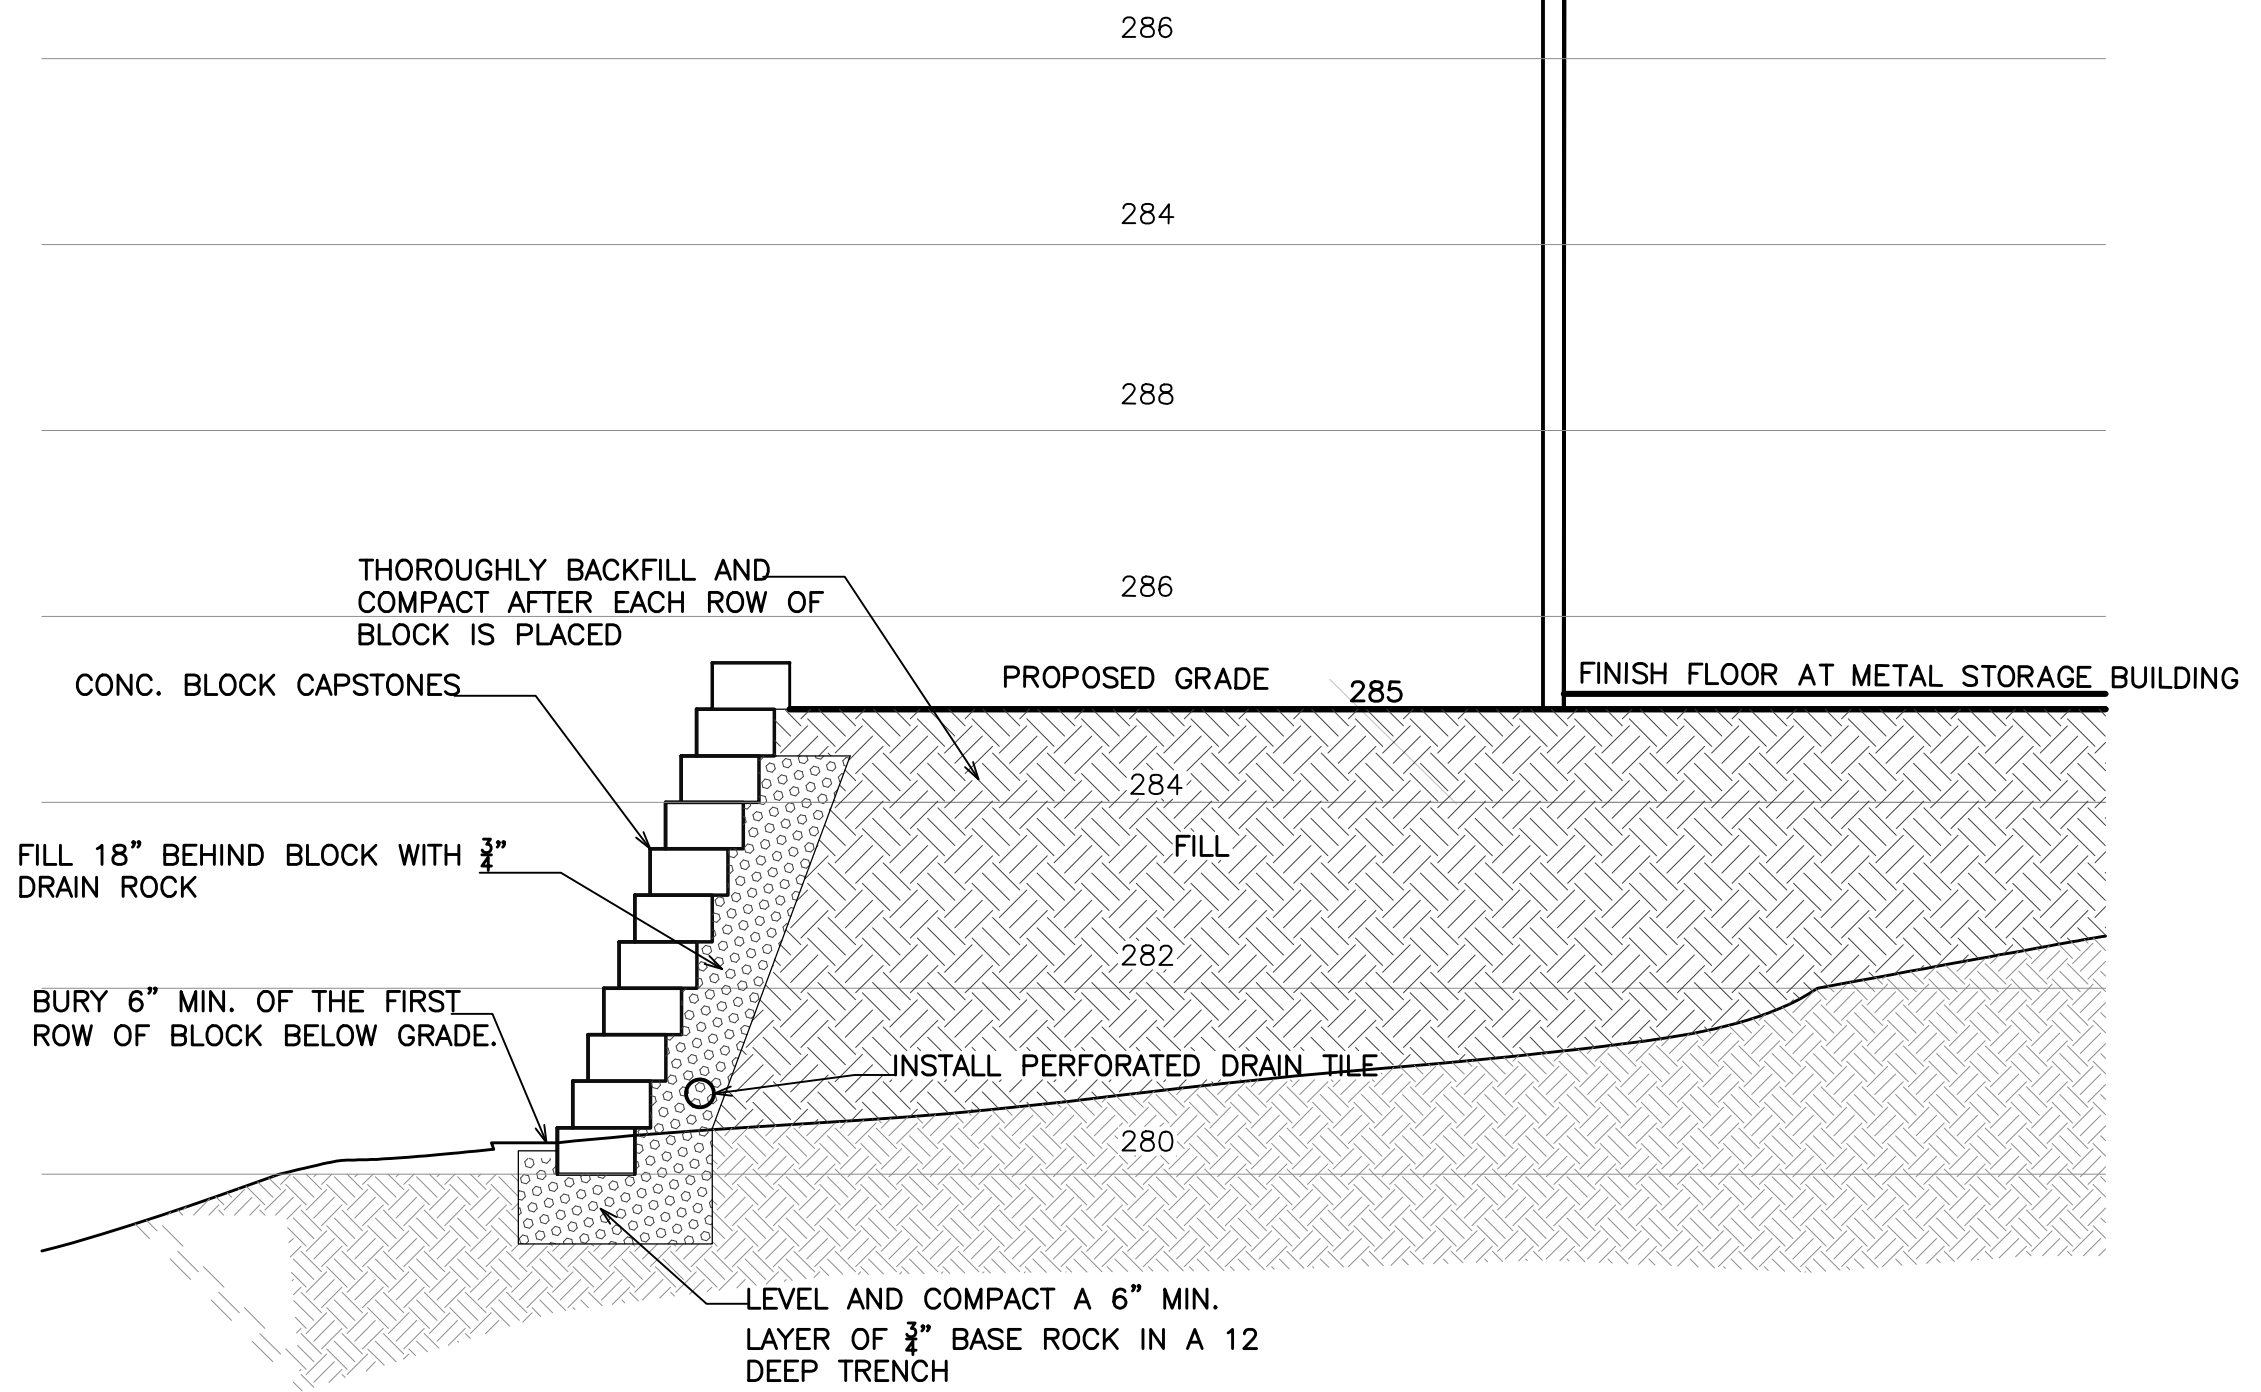 286
284
288
THOROUGHLY BACKFILL AND
COMPACT AFTER EACH ROW OF
BLOCK IS PLACED
286
CONC. BLOCK CAPSTONES
PROPOSED GRADE
285
FINISH FLOOR AT METAL STORAGE BUILDING
284
FILL
FILL 18" BEHIND BLOCK WITH 3/4"
DRAIN ROCK
282
BURY 6" MIN. OF THE FIRST
ROW OF BLOCK BELOW GRADE.
INSTALL PERFORATED DRAIN TILE
280
LEVEL AND COMPACT A 6" MIN.
LAYER OF 3/4" BASE ROCK IN A 12
DEEP TRENCH